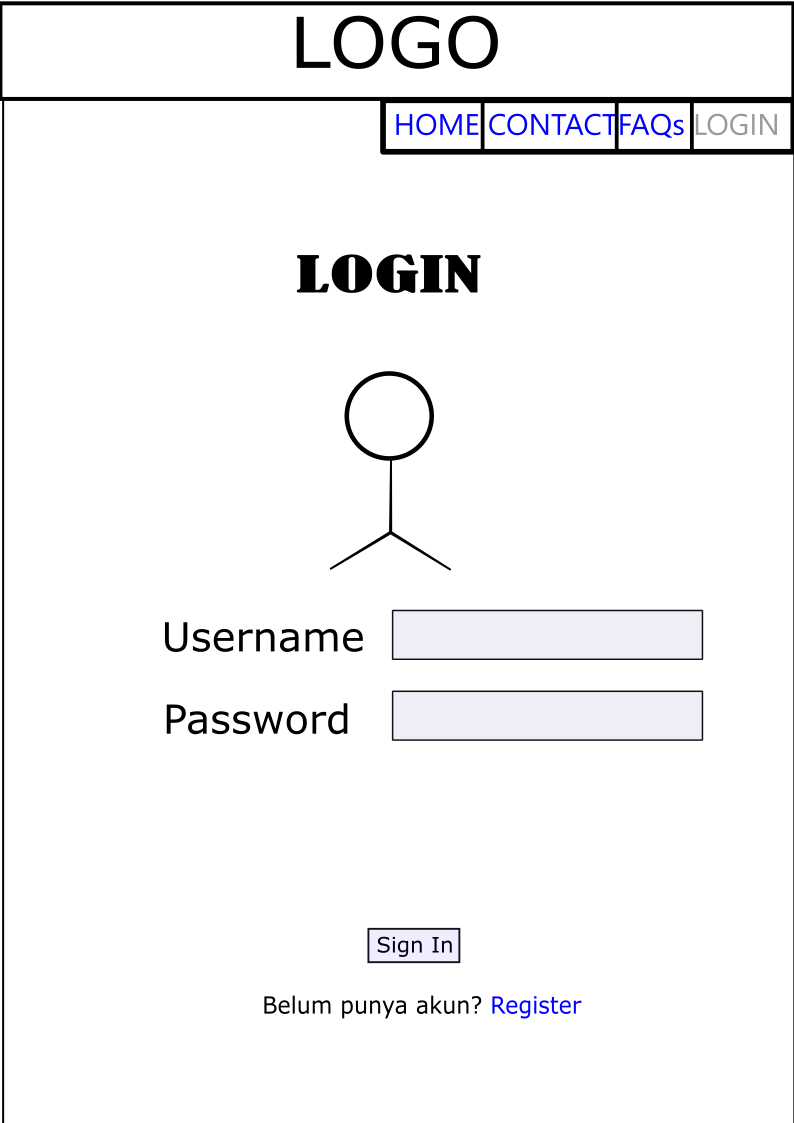 LOGO
HOME CONTACT FAQs LOGIN
LOGIN
Username
Password
Sign In
Belum punya akun? Register